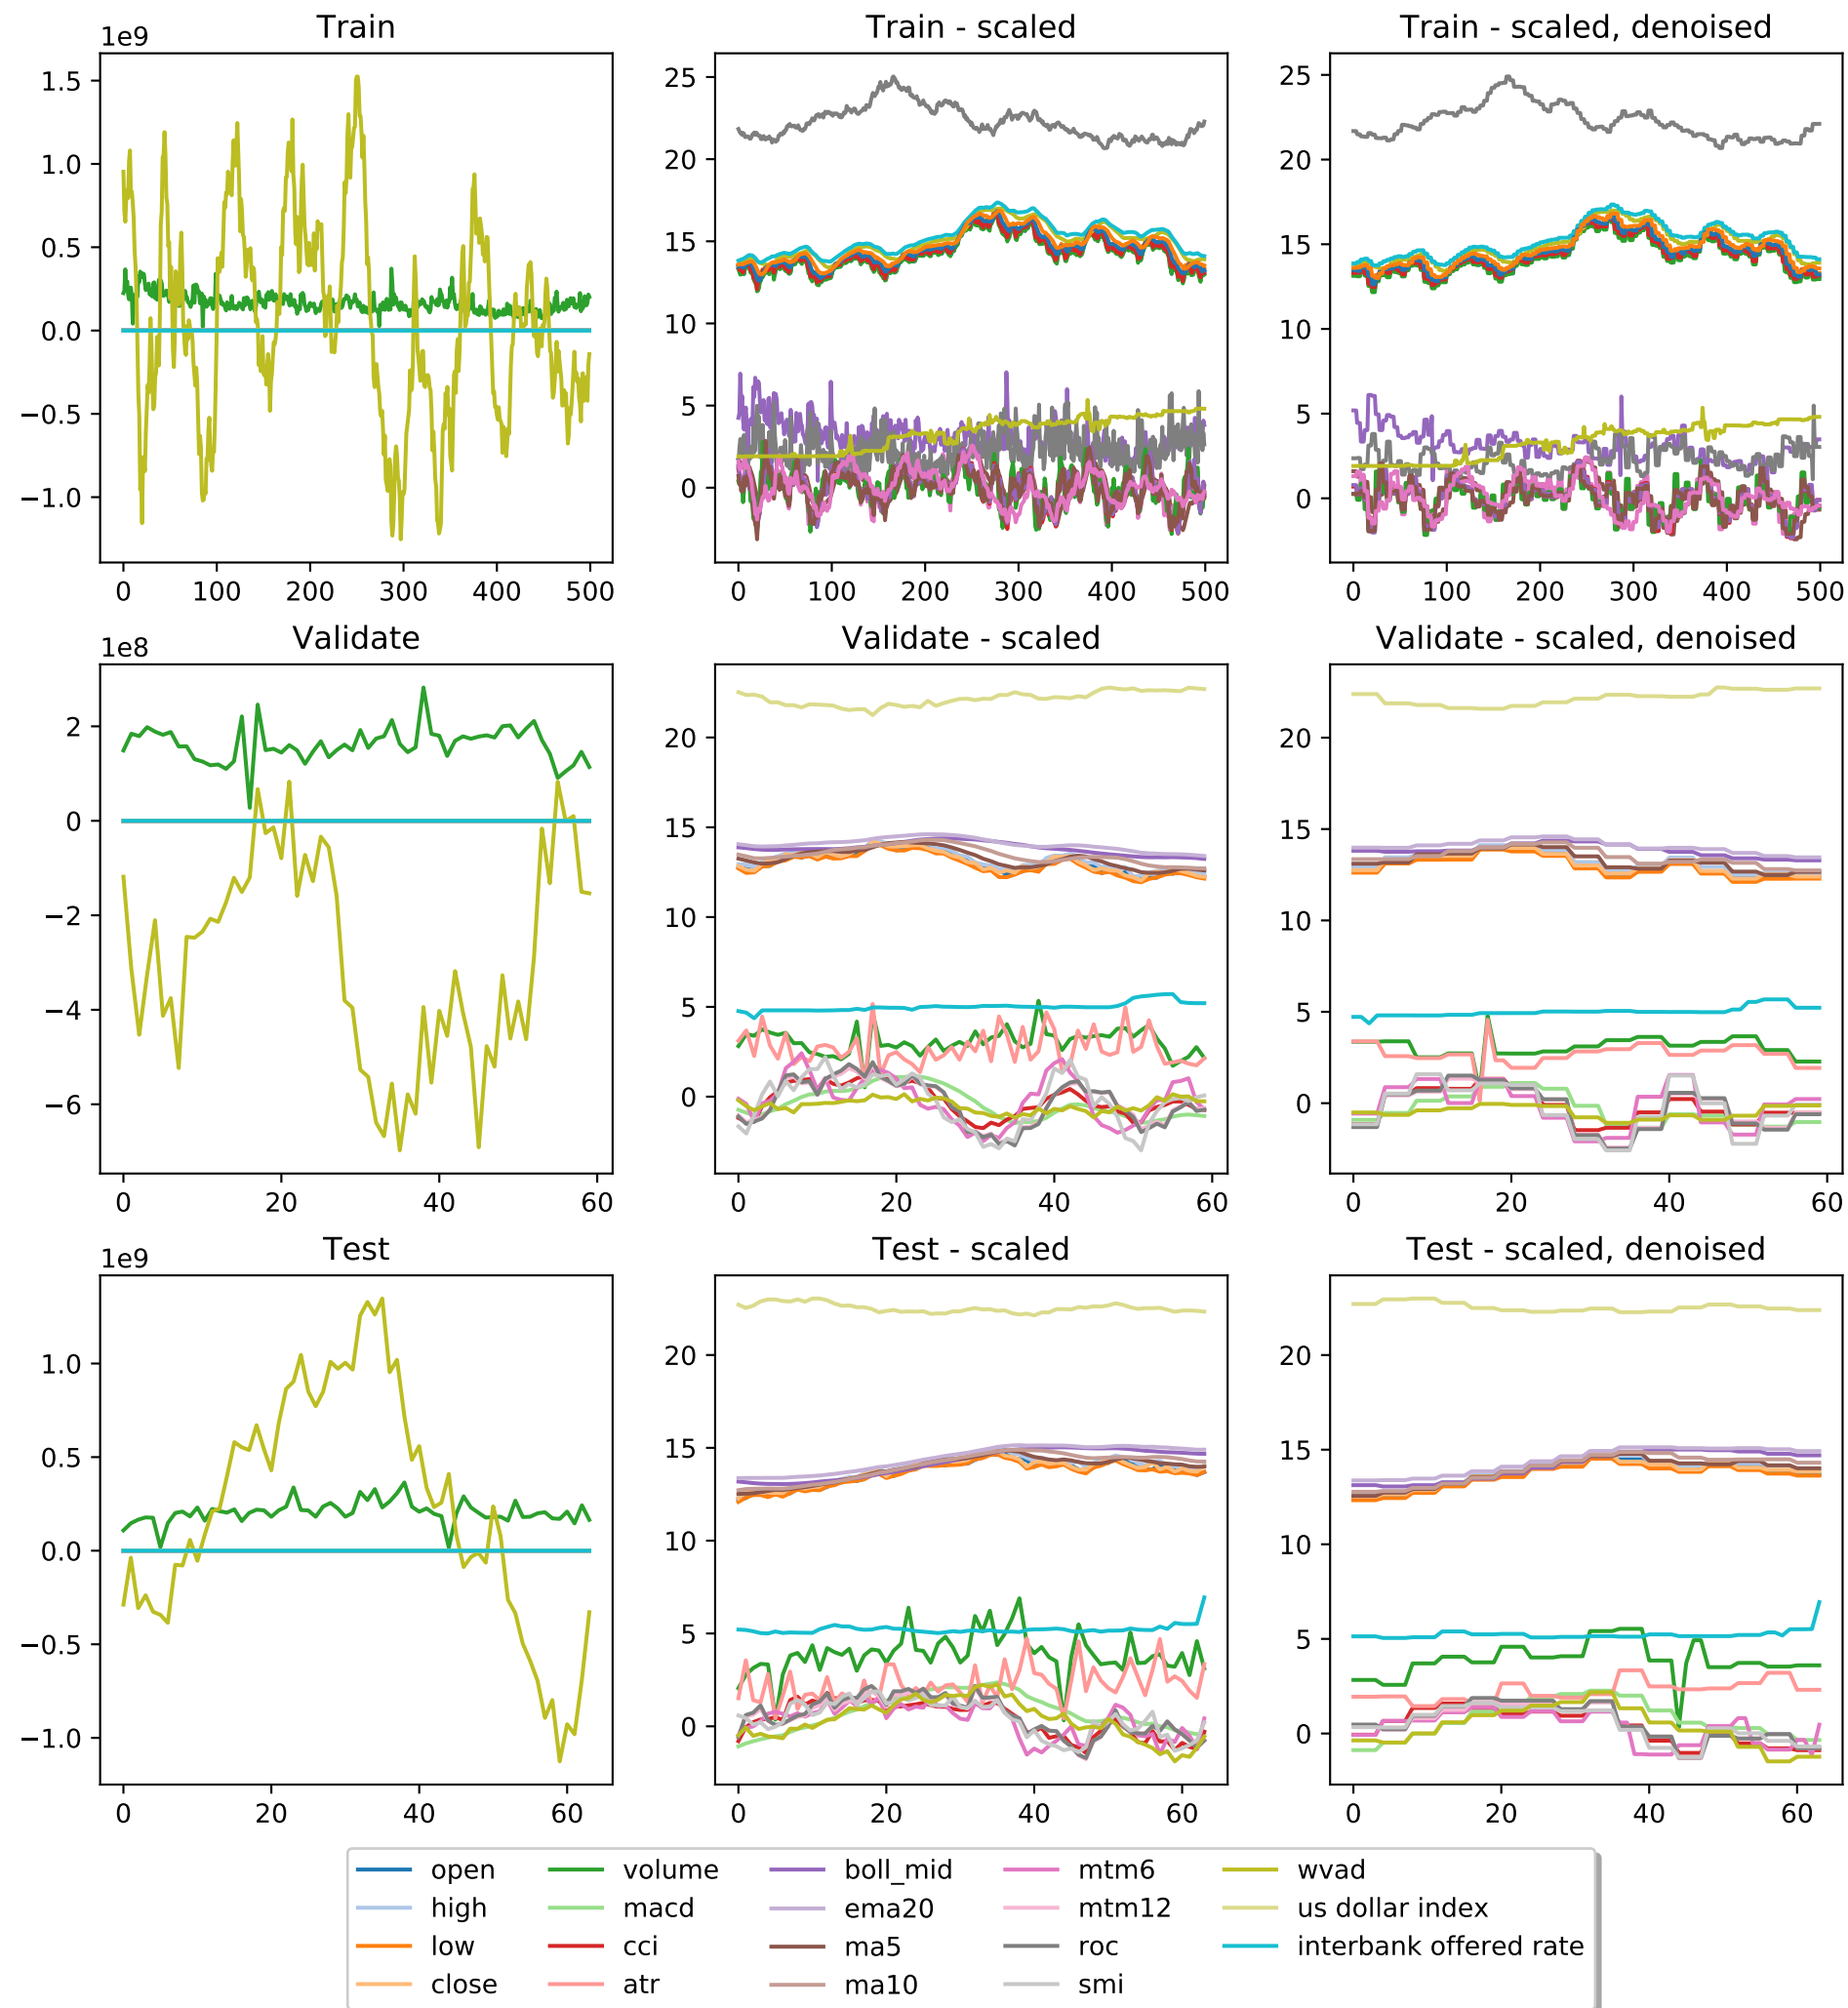 Train
Train - scaled
Train - scaled, denoised
1e9
1.5
1.0
0.5
0.0
−0.5
−1.0
0 100 200 300 400 500
25
20
15
10
5
0
0 100 200 300 400 500
25
20
15
10
5
0
0 100 200 300 400 500
Validate
Validate - scaled
Validate - scaled, denoised
1e8
2
0
−2
−4
−6
0 20 40 60
20
15
10
5
0
0 20 40 60
20
15
10
5
0
0 20 40 60
Test
Test - scaled
Test - scaled, denoised
1e9
1.0
0.5
0.0
−0.5
−1.0
0 20 40 60
20
15
10
5
0
0 20 40 60
20
15
10
5
0
0 20 40 60
open
high
low
close
volume
macd
cci
atr
boll_mid
ema20
ma5
ma10
mtm6
mtm12
roc
smi
wvad
us dollar index
interbank offered rate